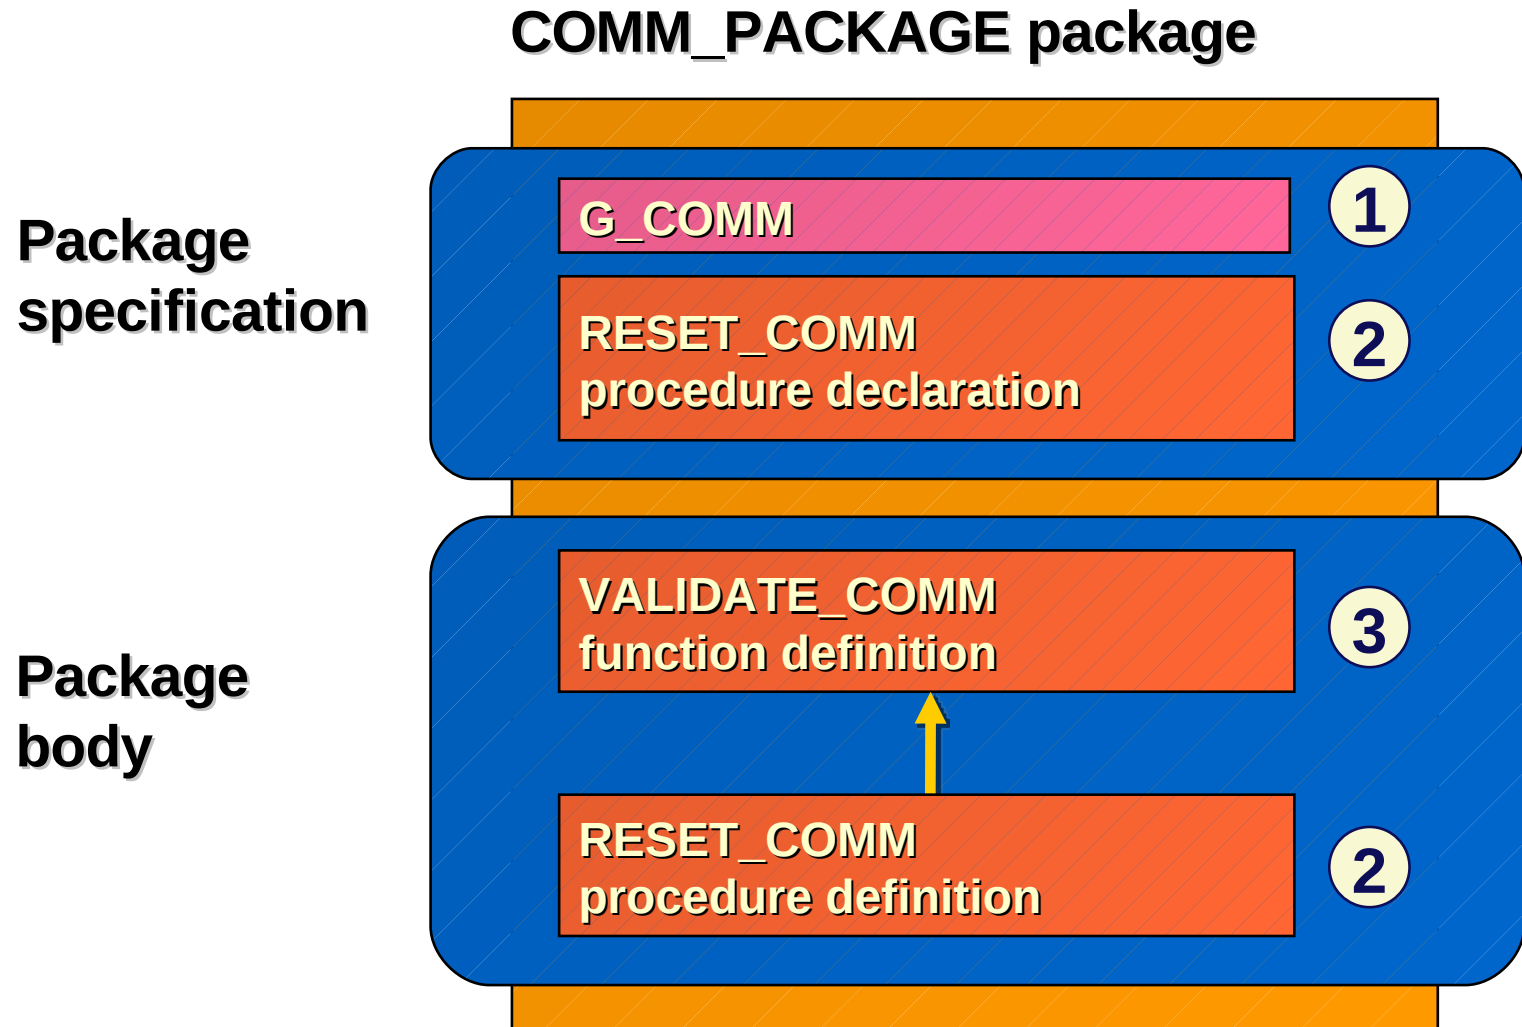 COMM_PACKAGE package
Package
specification
G_COMM
1
RESET_COMM
procedure declaration
2
Package
body
VALIDATE_COMM
function definition
3
RESET_COMM
procedure definition
2